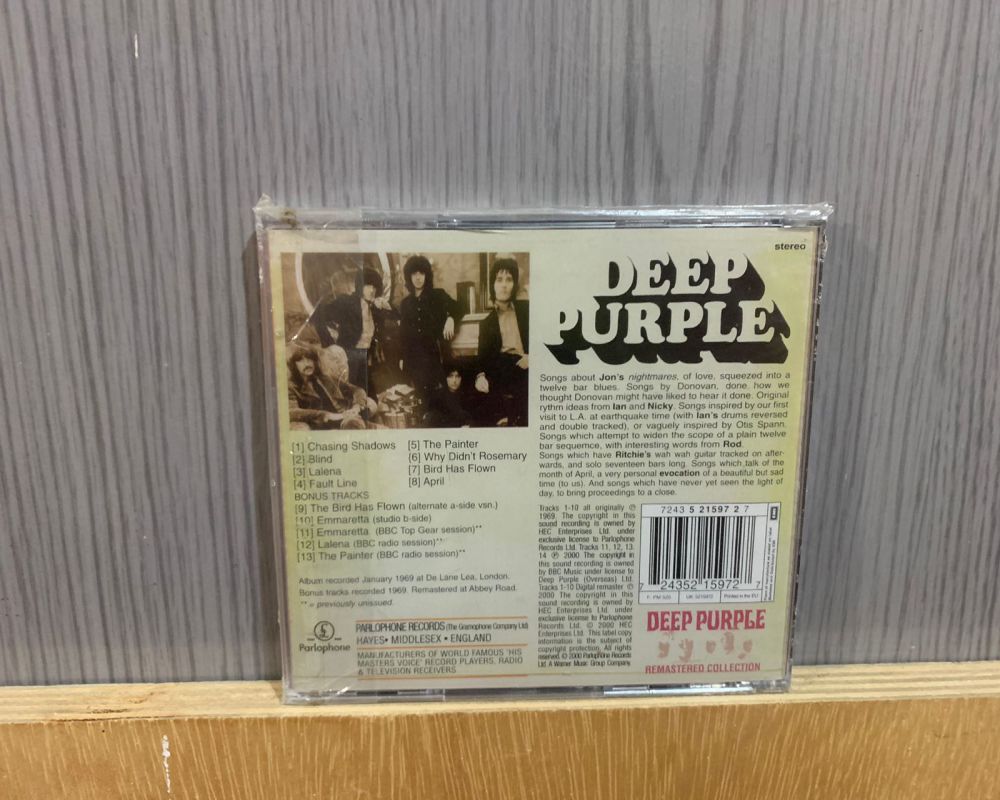 stereo
DEEP
PURPLE
Songs about Jon's nightmares, of love, squeezed into a
twelve bar blues. Songs by Donovan, done how we
thought Donovan might have liked to hear it done. Original
rythm ideas from Ian and Nicky. Songs inspired by our first
visit to L.A. at earthquake time (with Ian's drums reversed
and double tracked), or vaguely inspired by Otis Spann.
Songs which attempt to widen the scope of a plain twelve
bar sequence, with interesting words from Rod.
Songs which have Ritchie's wah wah guitar tracked on after-
wards, and solo seventeen bars long. Songs which talk of the
month of April, a very personal evocation of a beautiful but sad
time (to us). And songs which have never yet seen the light of
day, to bring proceedings to a close.
[1] Chasing Shadows
[2] Blind
[3] Lalena
[4] Fault Line
[5] The Painter
[6] Why Didn't Rosemary
[7] Bird Has Flown
[8] April
BONUS TRACKS
[9] The Bird Has Flown (alternate a-side vsn.)
[10] Emmaretta (studio b-side)
[11] Emmaretta (BBC Top Gear session)**
[12] Lalena (BBC radio session)**
[13] The Painter (BBC radio session)**
Album recorded January 1969 at De Lane Lea, London.
Bonus tracks recorded 1969. Remastered at Abbey Road.
** = previously unissued.
Parlophone
PARLOPHONE RECORDS (The Gramophone Company Ltd)
HAYES • MIDDLESEX • ENGLAND
MANUFACTURERS OF WORLD FAMOUS 'HIS
MASTERS VOICE' RECORD PLAYERS, RADIO
& TELEVISION RECEIVERS
Tracks 1-10 all originally ℗
1969. The copyright in this
sound recording is owned by
HEC Enterprises Ltd. under
exclusive license to Parlophone
Records Ltd. Tracks 11, 12, 13.
14 ℗ 2000 The copyright in
this sound recording is owned
by BBC Music under license to
Deep Purple (Overseas) Ltd.
Tracks 1-10 Digital remaster ℗
2000 The copyright in this
sound recording is owned by
HEC Enterprises Ltd. under
exclusive license to Parlophone
Records Ltd. © 2000 HEC
Enterprises Ltd. This label copy
information is the subject of
copyright protection. All rights
reserved. © 2000 Parlophone Records
Ltd. A Warner Music Group Company.
7243 5 21597 2 7
7 24352 15972 7
F: PM 520
UK: 5215972
Printed in the EU
DEEP PURPLE
REMASTERED COLLECTION